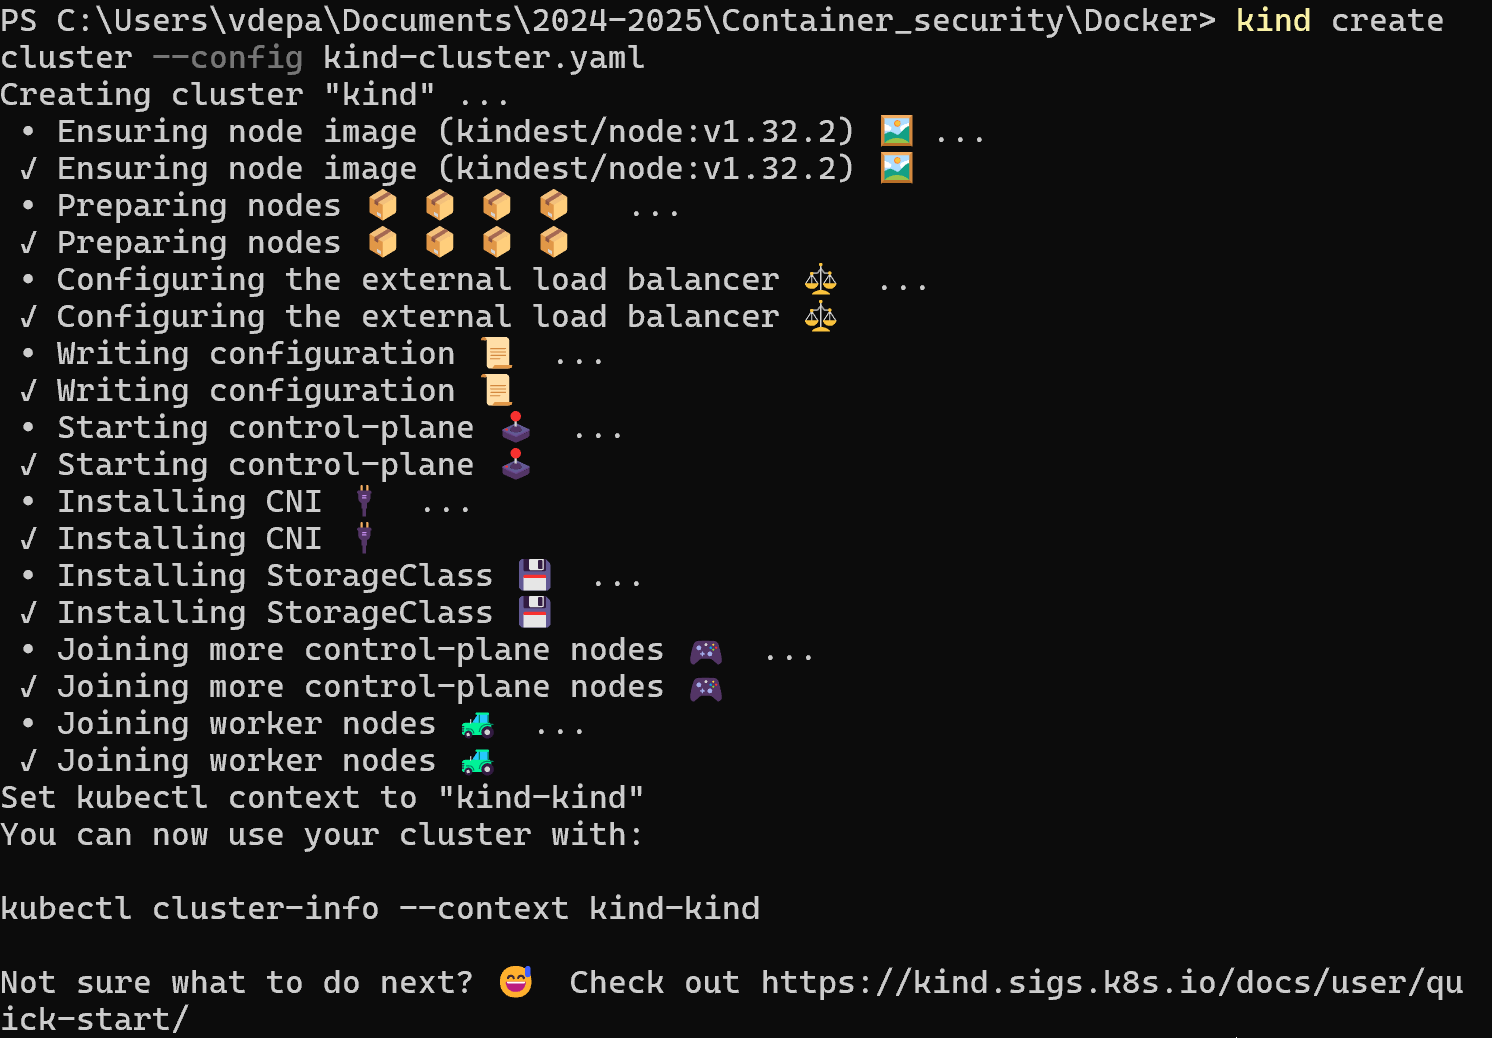 PS C:\Users\vdepa\Documents\2024-2025\Container_security\Docker> kind create
cluster --config kind-cluster.yaml
Creating cluster "kind" ...
 • Ensuring node image (kindest/node:v1.32.2) 🖼 ...
 ✓ Ensuring node image (kindest/node:v1.32.2) 🖼
 • Preparing nodes 📦 📦 📦 📦  ...
 ✓ Preparing nodes 📦 📦 📦 📦
 • Configuring the external load balancer ⚖️  ...
 ✓ Configuring the external load balancer ⚖️
 • Writing configuration 📜  ...
 ✓ Writing configuration 📜
 • Starting control-plane 🕹️  ...
 ✓ Starting control-plane 🕹️
 • Installing CNI 🔌  ...
 ✓ Installing CNI 🔌
 • Installing StorageClass 💾  ...
 ✓ Installing StorageClass 💾
 • Joining more control-plane nodes 🎮  ...
 ✓ Joining more control-plane nodes 🎮
 • Joining worker nodes 🚜  ...
 ✓ Joining worker nodes 🚜
Set kubectl context to "kind-kind"
You can now use your cluster with:

kubectl cluster-info --context kind-kind

Not sure what to do next? 😅  Check out https://kind.sigs.k8s.io/docs/user/qu
ick-start/